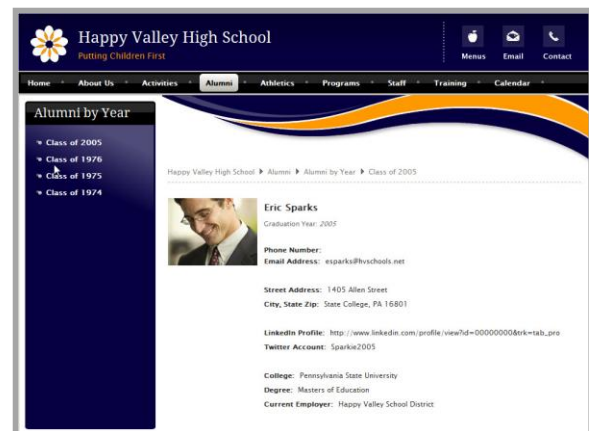 Happy Valley High School
Putting Children First
Menus Email Contact
Home About Us Activities Alumni Athletics Programs Staff Training Calendar
Alumni by Year
Class of 2005
Class of 1976
Class of 1975
Class of 1974
Happy Valley High School Alumni Alumni by Year Class of 2005
Eric Sparks
Graduation Year: 2005
Phone Number:
Email Address: esparks@hvschools.net
Street Address: 1405 Allen Street
City, State Zip: State College, PA 16801
LinkedIn Profile: http://www.linkedin.com/profile/view?id=00000000&trk=tab_pro
Twitter Account: Sparkie2005
College: Pennsylvania State University
Degree: Masters of Education
Current Employer: Happy Valley School District